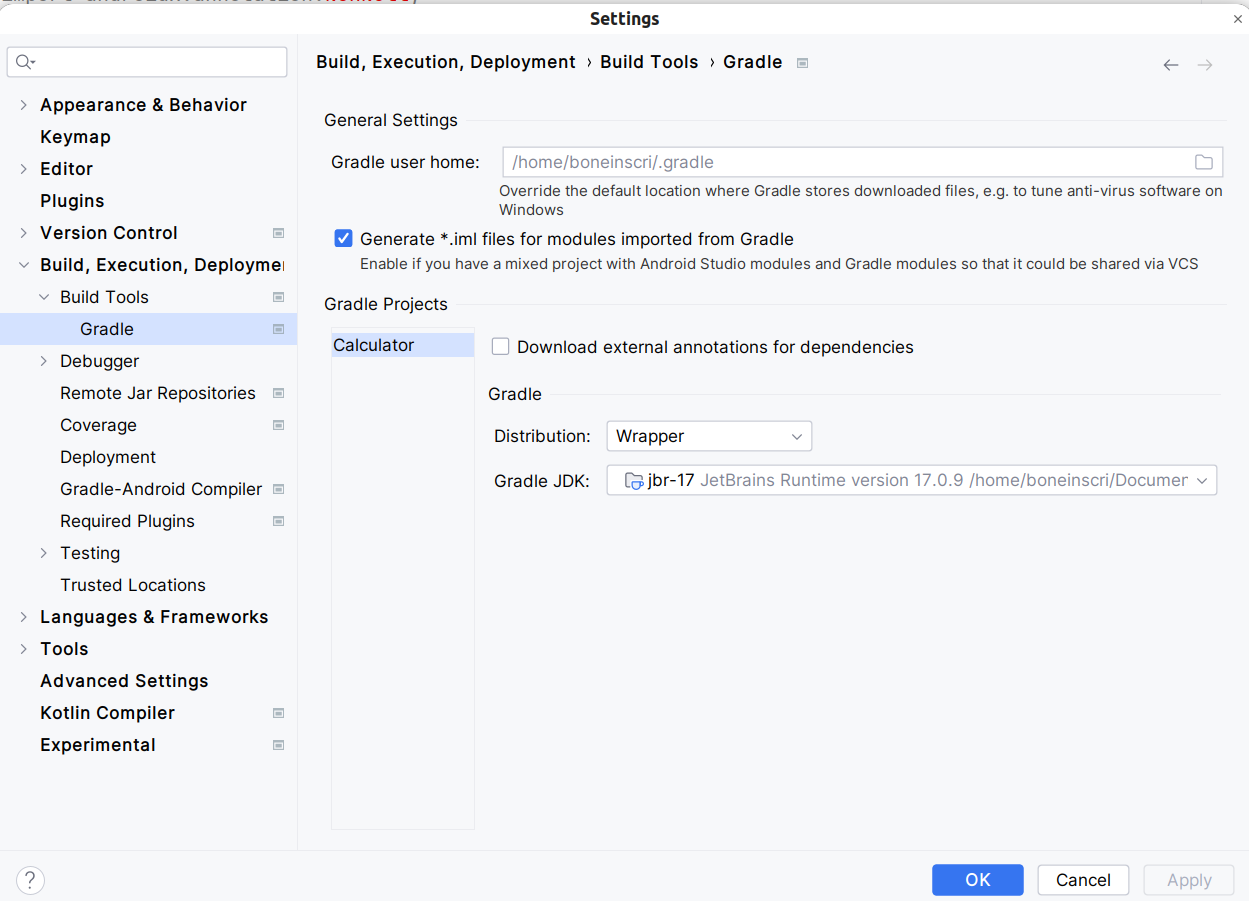 Settings
Build, Execution, Deployment › Build Tools › Gradle
Appearance & Behavior
Keymap
Editor
Plugins
Version Control
Build, Execution, Deployme
Build Tools
Gradle
Debugger
Remote Jar Repositories
Coverage
Deployment
Gradle-Android Compiler
Required Plugins
Testing
Trusted Locations
Languages & Frameworks
Tools
Advanced Settings
Kotlin Compiler
Experimental
General Settings
Gradle user home: /home/boneinscri/.gradle
Override the default location where Gradle stores downloaded files, e.g. to tune anti-virus software on
Windows
Generate *.iml files for modules imported from Gradle
Enable if you have a mixed project with Android Studio modules and Gradle modules so that it could be shared via VCS
Gradle Projects
Calculator
Download external annotations for dependencies
Gradle
Distribution: Wrapper
Gradle JDK: jbr-17 JetBrains Runtime version 17.0.9 /home/boneinscri/Documen
?
OK Cancel Apply